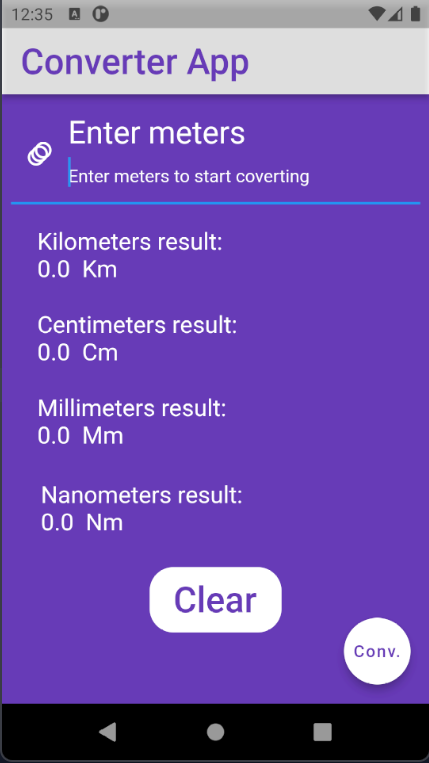 12:35
Converter App
Enter meters
Enter meters to start coverting
Kilometers result:
0.0 Km
Centimeters result:
0.0 Cm
Millimeters result:
0.0 Mm
Nanometers result:
0.0 Nm
Clear
Conv.